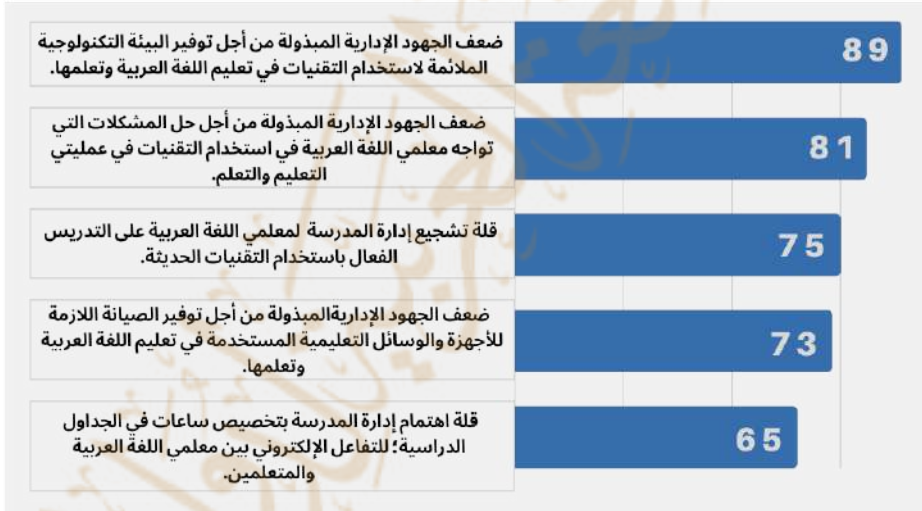 ضعف الجهود الإدارية المبذولة من أجل توفير البيئة التكنولوجية
الملائمة لاستخدام التقنيات في تعليم اللغة العربية وتعلمها.
89
ضعف الجهود الإدارية المبذولة من أجل حل المشكلات التي
تواجه معلمي اللغة العربية في استخدام التقنيات في عمليتي
التعليم والتعلم.
81
قلة تشجيع إدارة المدرسة لمعلمي اللغة العربية على التدريس
الفعال باستخدام التقنيات الحديثة.
75
ضعف الجهود الإداريةالمبذولة من أجل توفير الصيانة اللازمة
للأجهزة والوسائل التعليمية المستخدمة في تعليم اللغة العربية
وتعلمها.
73
قلة اهتمام إدارة المدرسة بتخصيص ساعات في الجداول
الدراسية؛ للتفاعل الإلكتروني بين معلمي اللغة العربية
والمتعلمين.
65